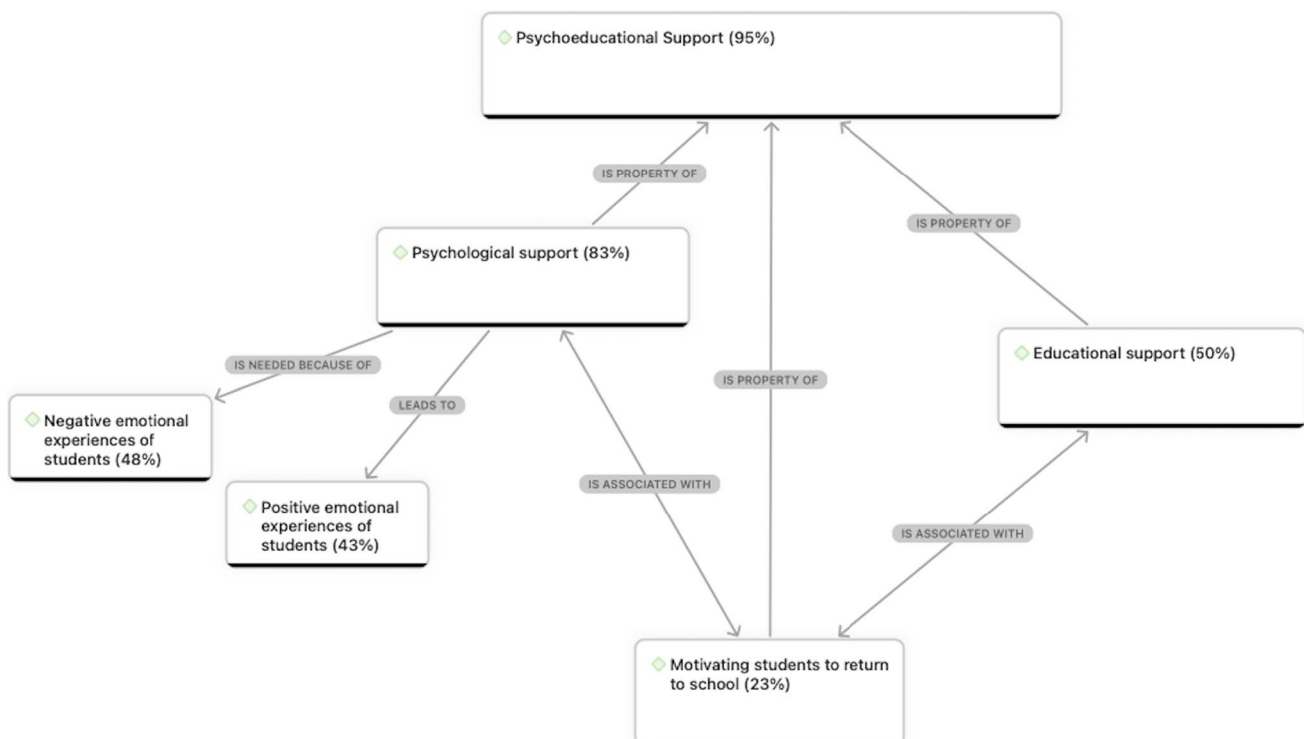 Psychoeducational Support (95%)
IS PROPERTY OF
IS PROPERTY OF
Psychological support (83%)
Educational support (50%)
IS NEEDED BECAUSE OF
IS PROPERTY OF
LEADS TO
Negative emotional
experiences of
students (48%)
Positive emotional
experiences of
students (43%)
IS ASSOCIATED WITH
IS ASSOCIATED WITH
Motivating students to return
to school (23%)